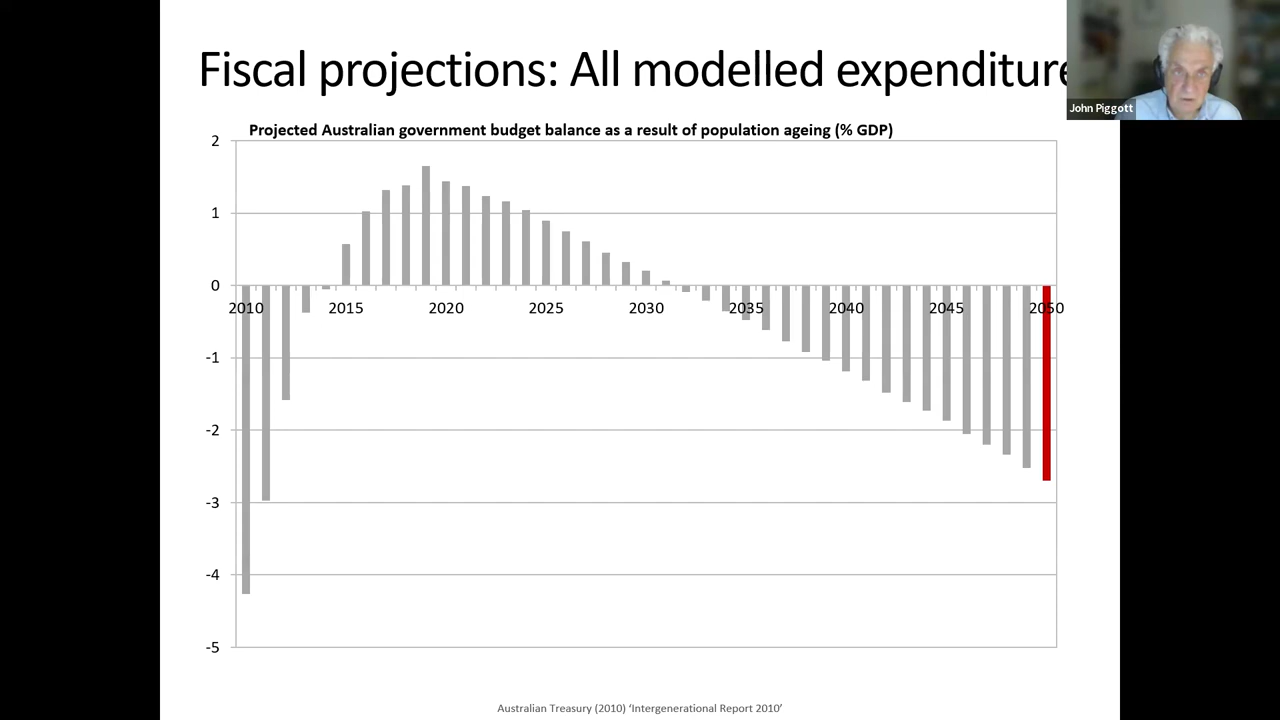 Fiscal projections: All modelled expenditure
John Piggott
Projected Australian government budget balance as a result of population ageing (% GDP)
2
1
0
2010 2015 2020 2025 2030 2035 2040 2045 2050
-1
-2
-3
-4
-5
Australian Treasury (2010) ‘Intergenerational Report 2010’